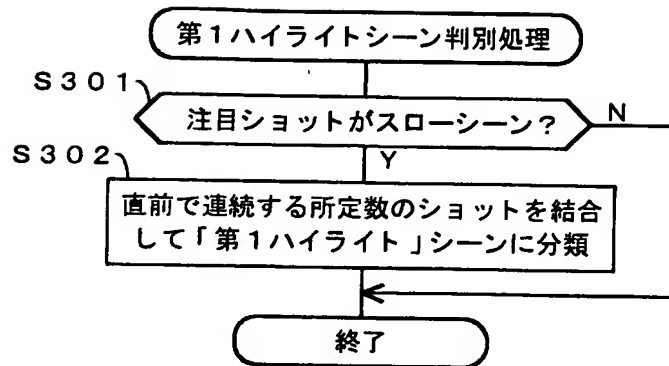 第1ハイライトシーン判別処理
S301
注目ショットがスローシーン?
N
S302
Y
直前で連続する所定数のショットを結合
して「第1ハイライト」シーンに分類
終了